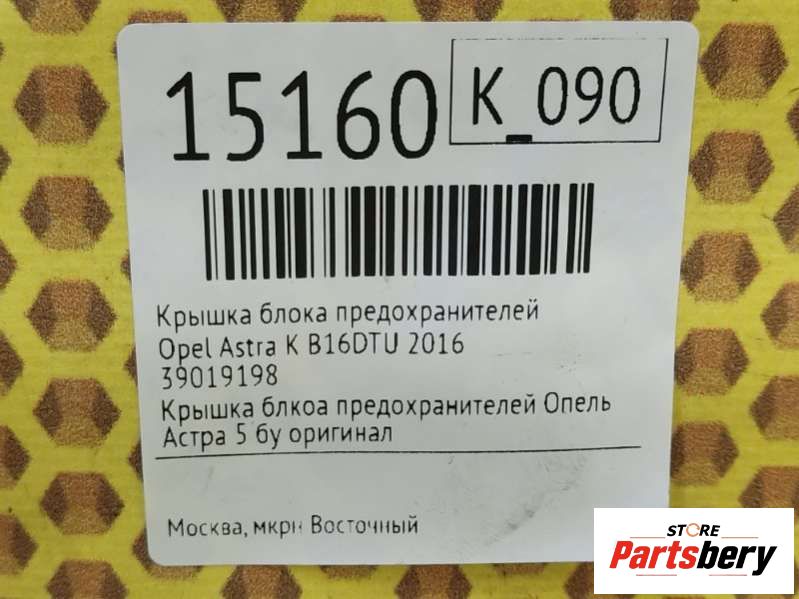 15160
K_090
Крышка блока предохранителей
Opel Astra K B16DTU 2016
39019198
Крышка блкоа предохранителей Опель
Астра 5 бу оригинал
Москва, мкрн Восточный
STORE
Partsbery